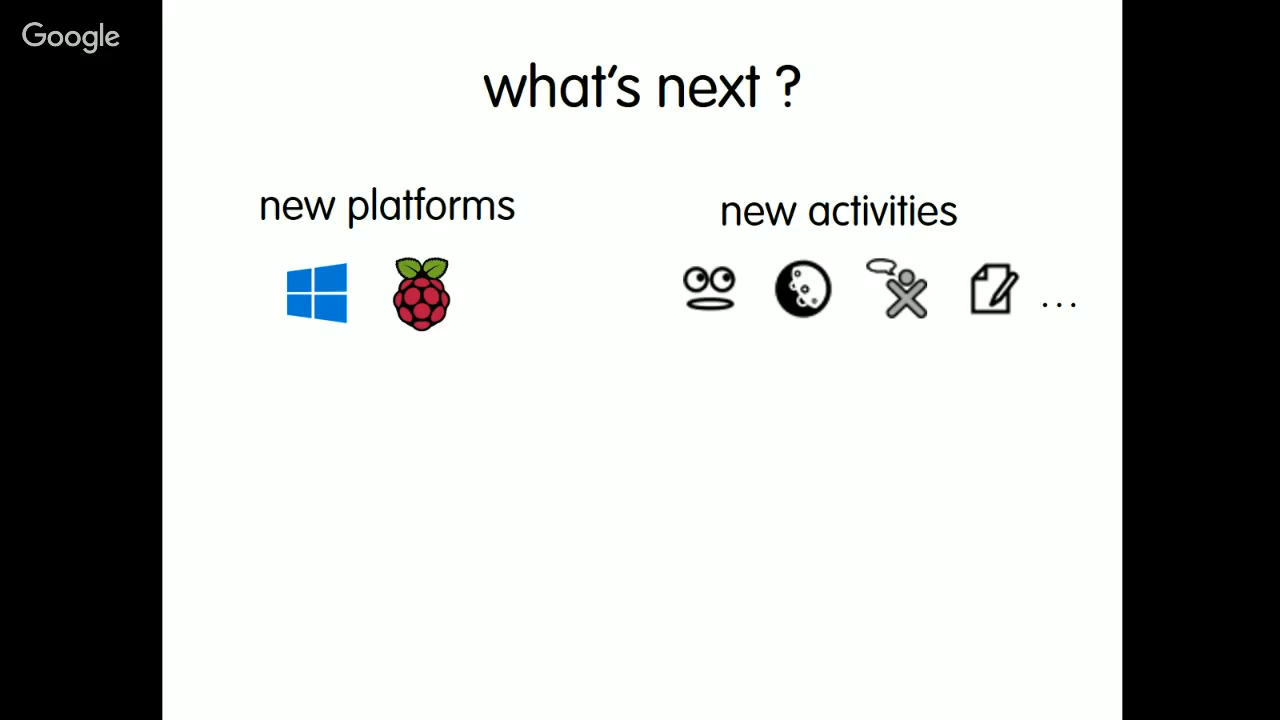 Google
what's next ?
new platforms
new activities
...